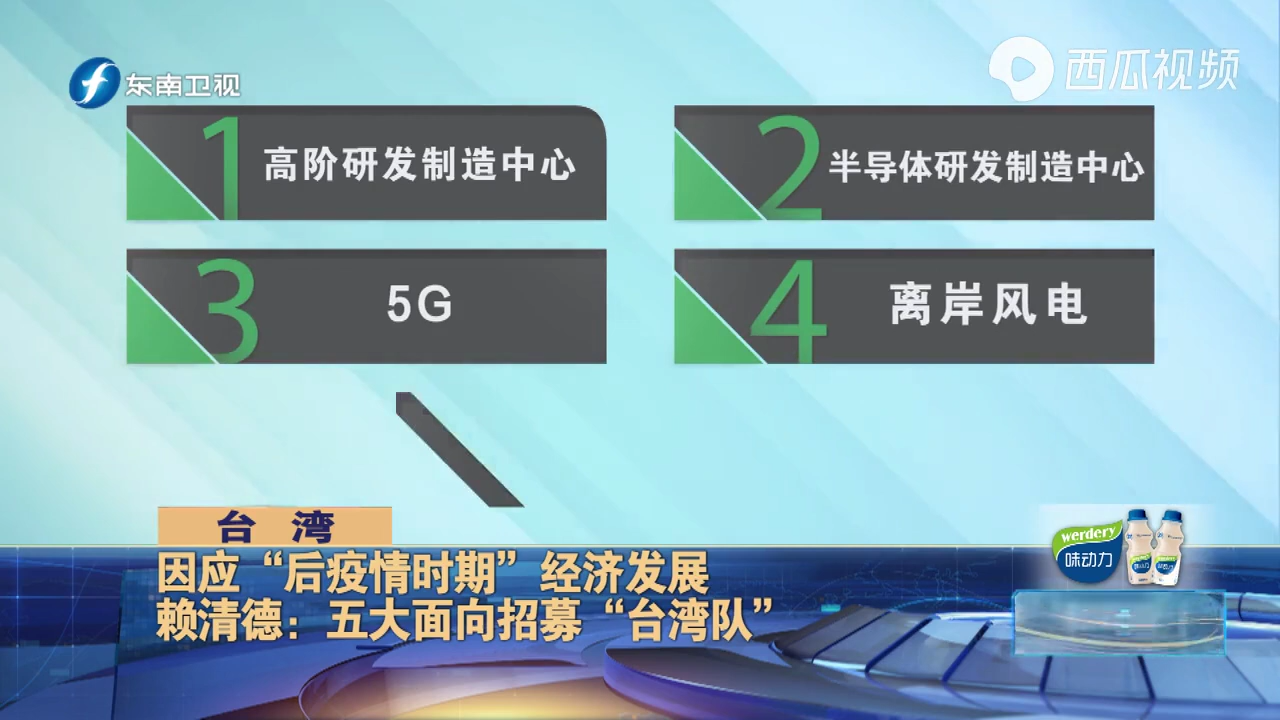 东南卫视
西瓜视频
1 高阶研发制造中心
2 半导体研发制造中心
3 5G
4 离岸风电
台 湾
因应“后疫情时期”经济发展
赖清德：五大面向招募“台湾队”
werdery
味动力